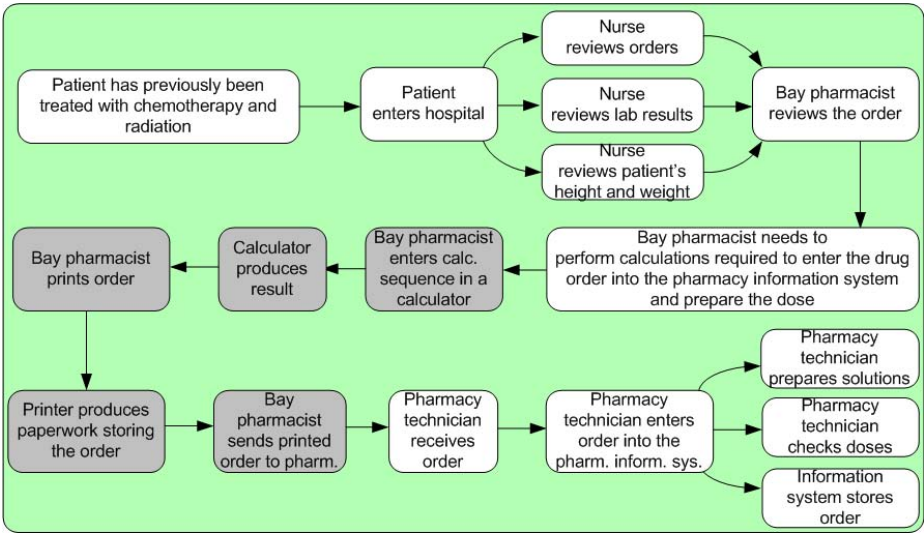 Patient has previously been
treated with chemotherapy and
radiation
Patient
enters hospital
Nurse
reviews orders
Nurse
reviews lab results
Nurse
reviews patient's
height and weight
Bay pharmacist
reviews the order
Bay pharmacist needs to
perform calculations required to enter the drug
order into the pharmacy information system
and prepare the dose
Bay pharmacist
enters calc.
sequence in a
calculator
Calculator
produces
result
Bay pharmacist
prints order
Printer produces
paperwork storing
the order
Bay
pharmacist
sends printed
order to pharm.
Pharmacy
technician
receives
order
Pharmacy
technician enters
order into the
pharm. inform. sys.
Pharmacy
technician
prepares solutions
Pharmacy
technician
checks doses
Information
system stores
order